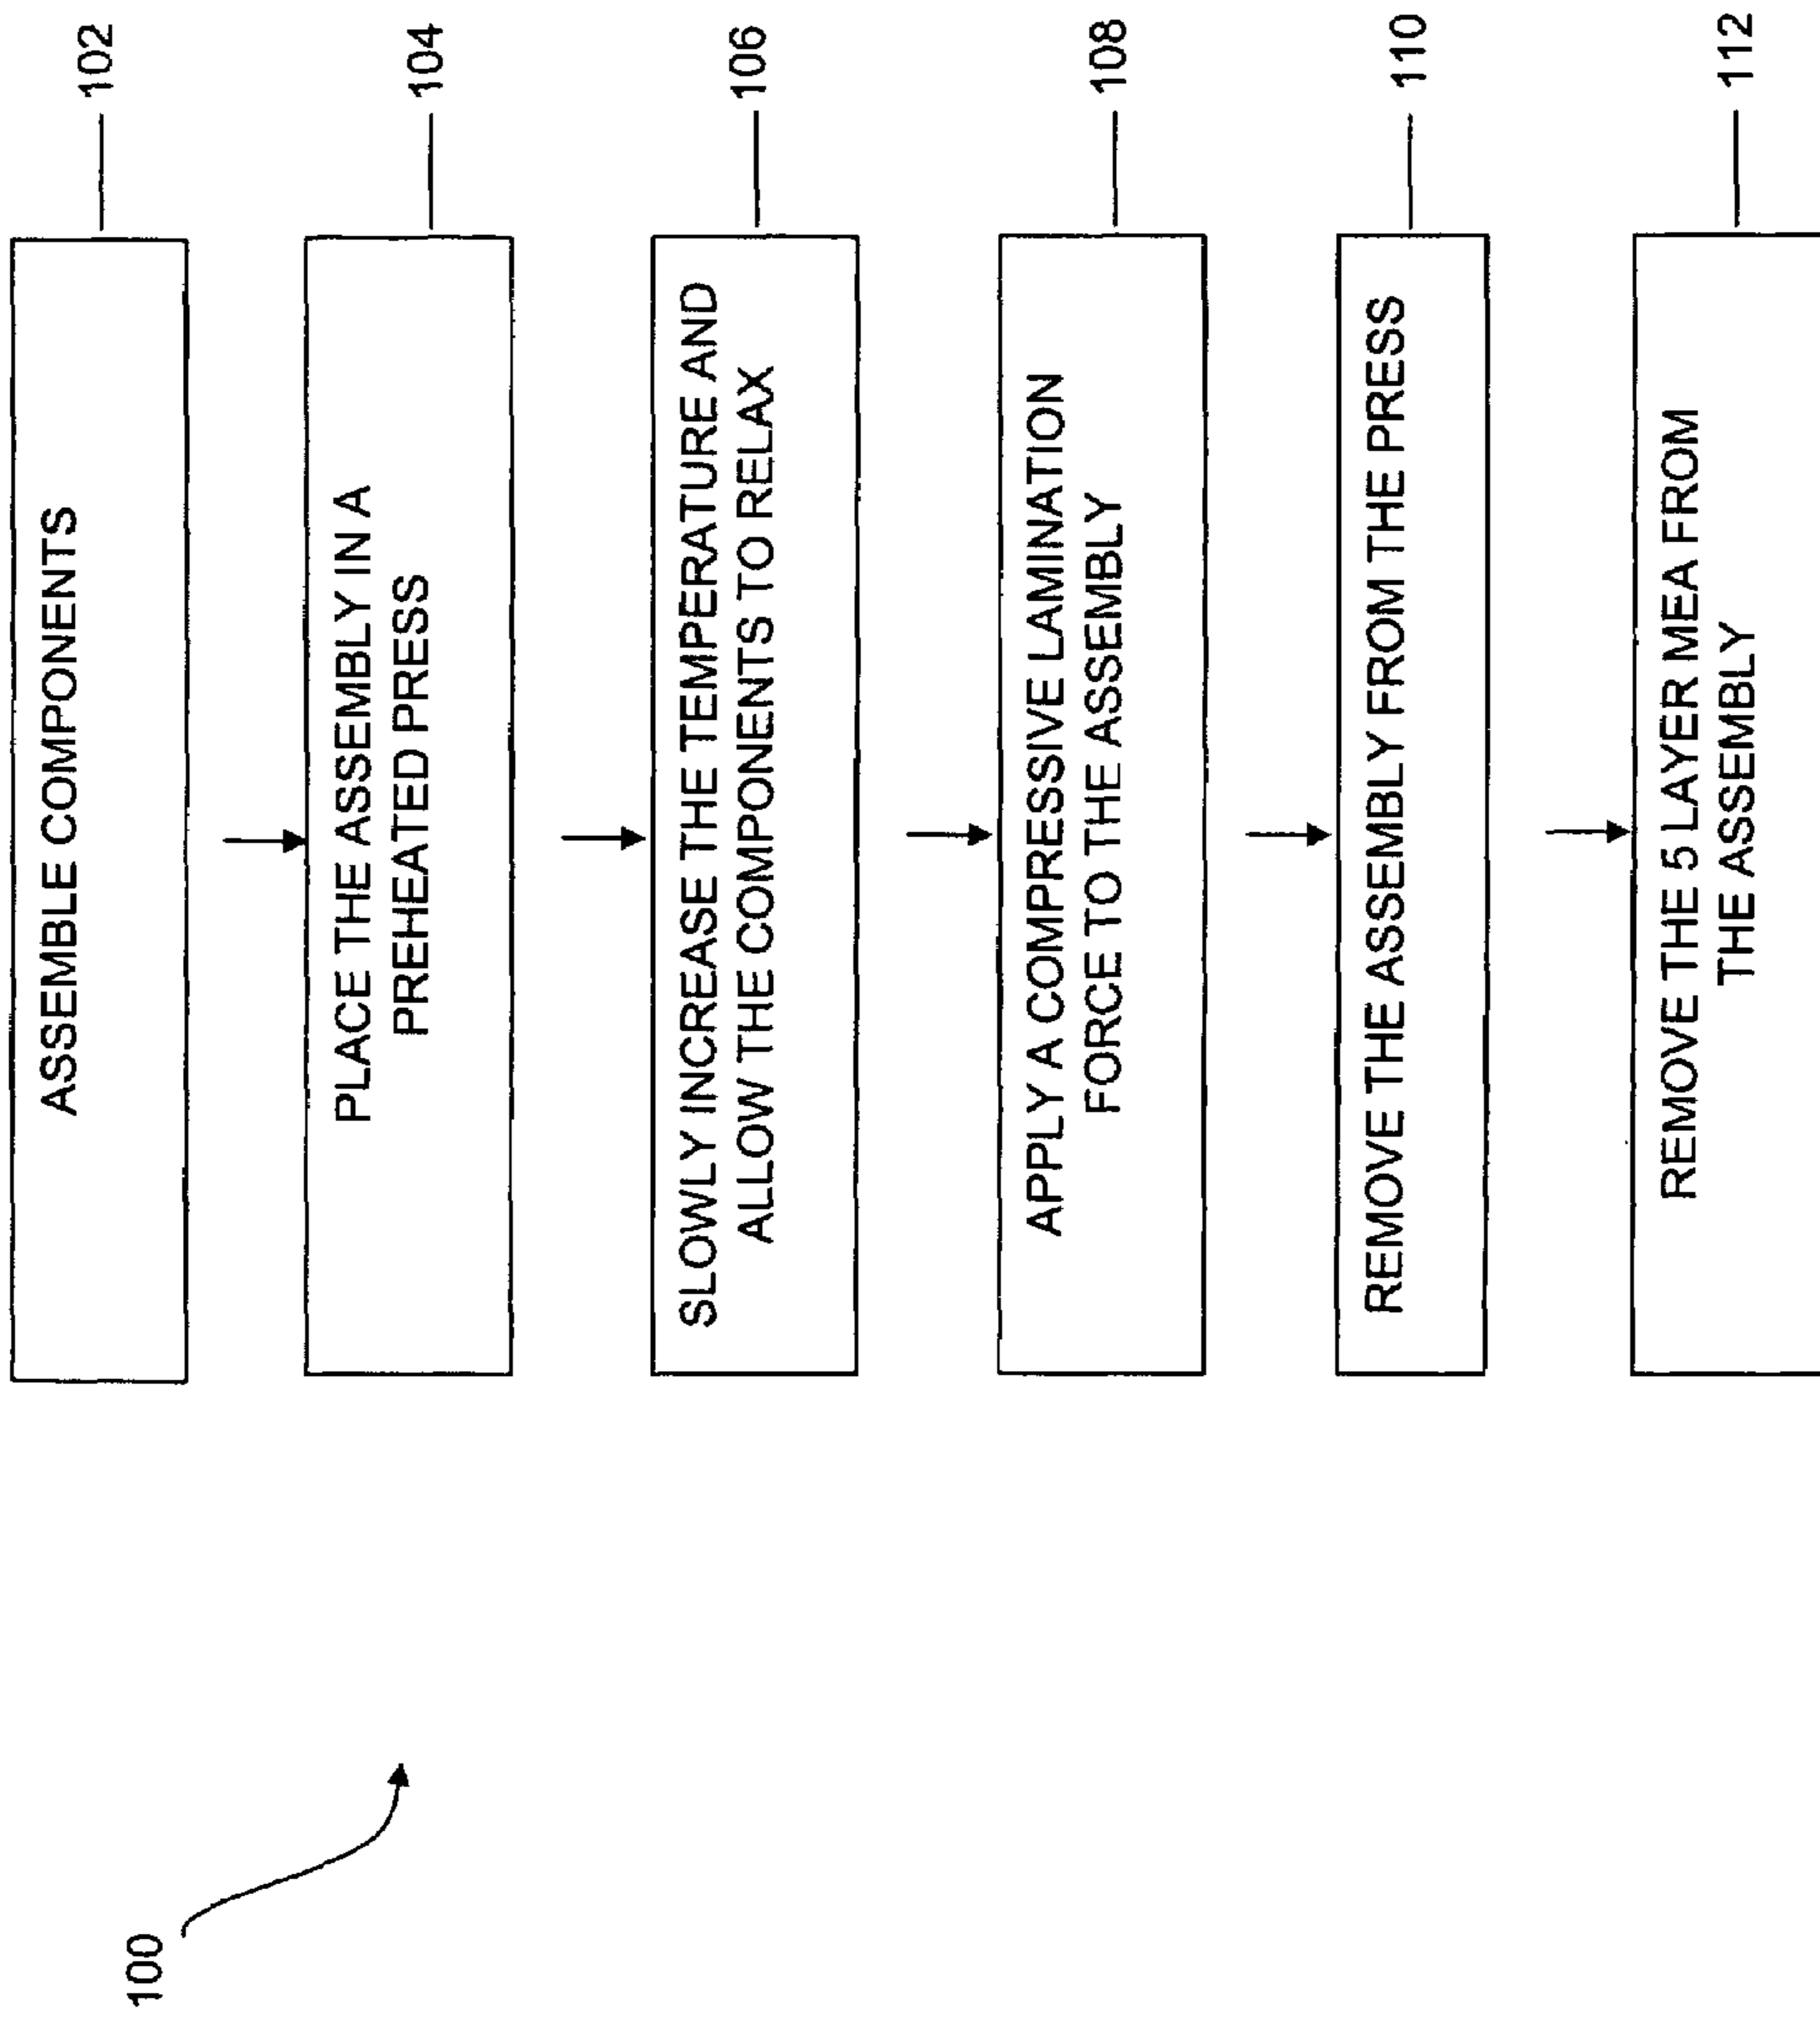 100
ASSEMBLE COMPONENTS
102
PLACE THE ASSEMBLY IN A
PREHEATED PRESS
104
SLOWLY INCREASE THE TEMPERATURE AND
ALLOW THE COMPONENTS TO RELAX
106
APPLY A COMPRESSIVE LAMINATION
FORCE TO THE ASSEMBLY
108
REMOVE THE ASSEMBLY FROM THE PRESS
110
REMOVE THE 5 LAYER MEA FROM
THE ASSEMBLY
112